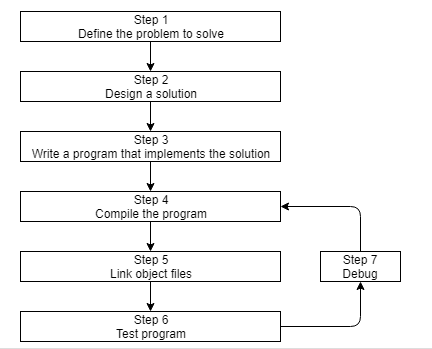 Step 1
Define the problem to solve
Step 2
Design a solution
Step 3
Write a program that implements the solution
Step 4
Compile the program
Step 5
Link object files
Step 7
Debug
Step 6
Test program